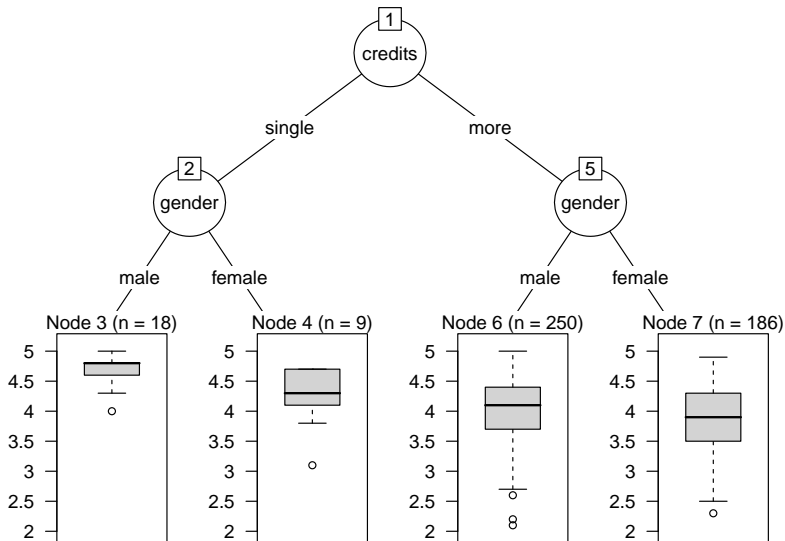 1
credits
single more
2 5
gender gender
male female male female
Node 3 (n = 18) Node 4 (n = 9) Node 6 (n = 250) Node 7 (n = 186)
5 5 5 5
4.5 4.5 4.5 4.5
4 4 4 4
3.5 3.5 3.5 3.5
3 3 3 3
2.5 2.5 2.5 2.5
2 2 2 2